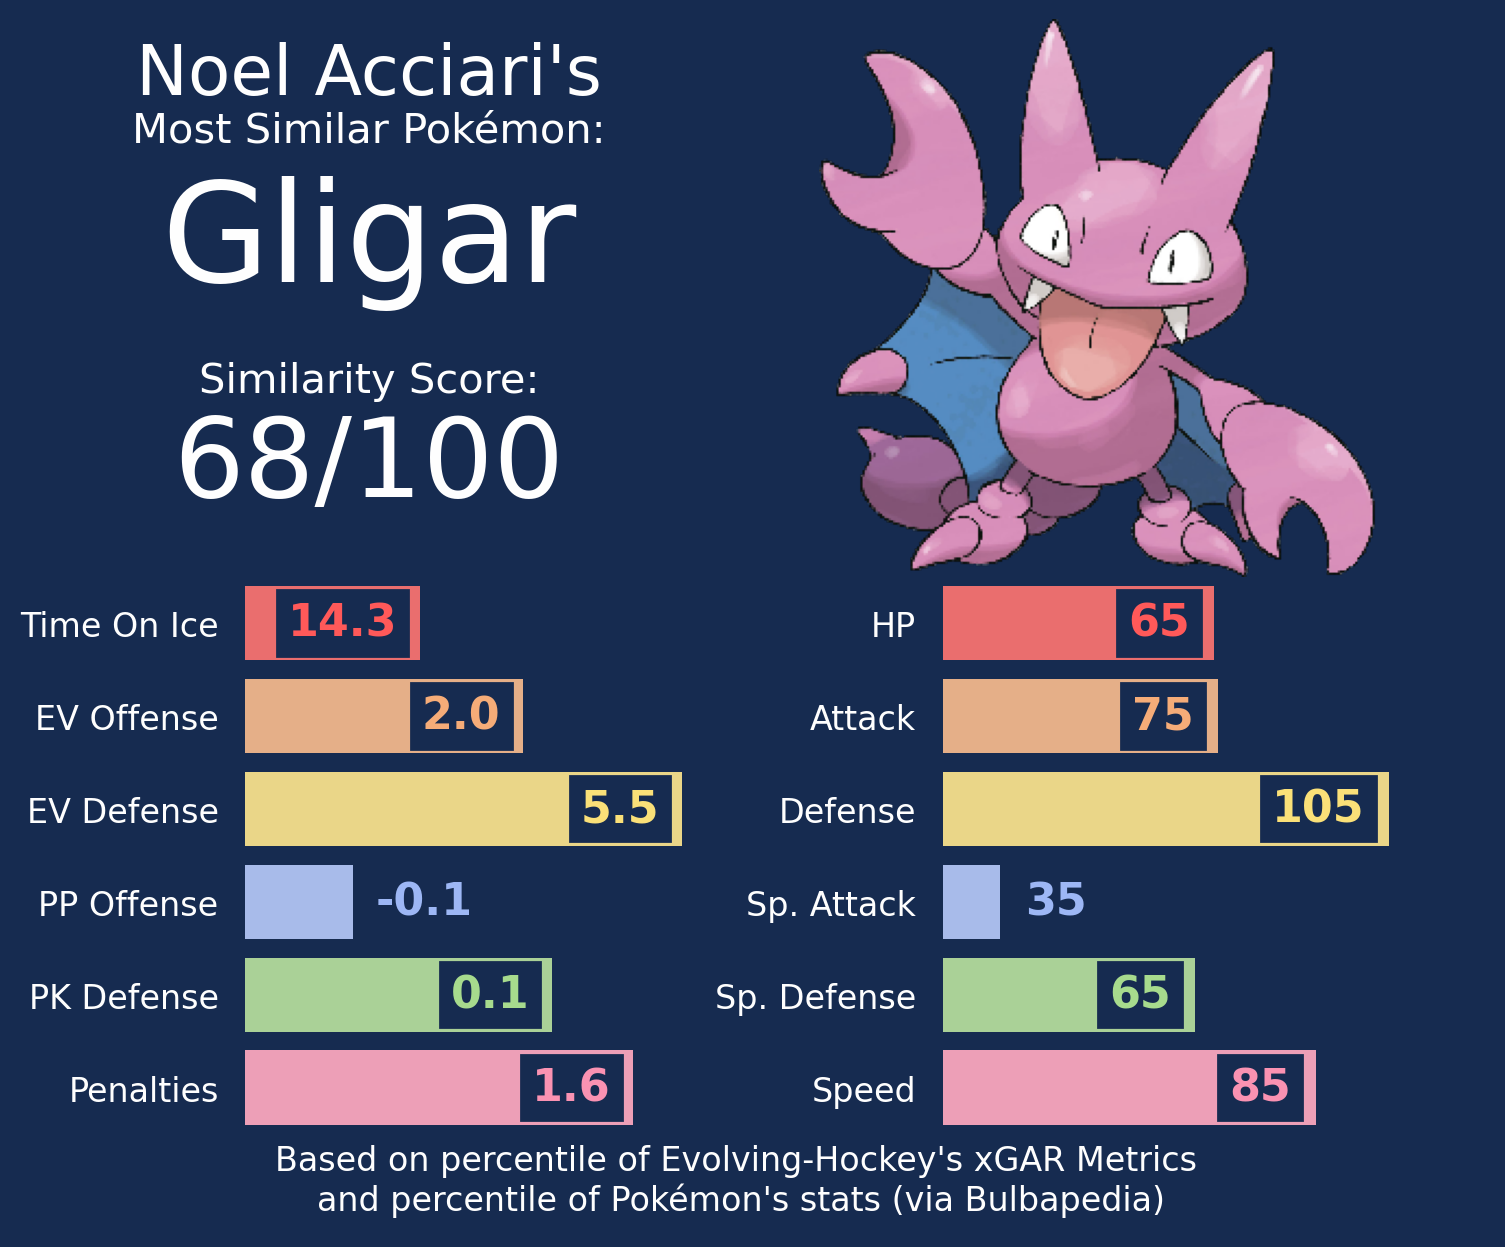 Noel Acciari's
Most Similar Pokémon:
Gligar
Similarity Score:
68/100
Time On Ice 14.3
EV Offense 2.0
EV Defense 5.5
PP Offense -0.1
PK Defense 0.1
Penalties 1.6
HP 65
Attack 75
Defense 105
Sp. Attack 35
Sp. Defense 65
Speed 85
Based on percentile of Evolving-Hockey's xGAR Metrics
and percentile of Pokémon's stats (via Bulbapedia)